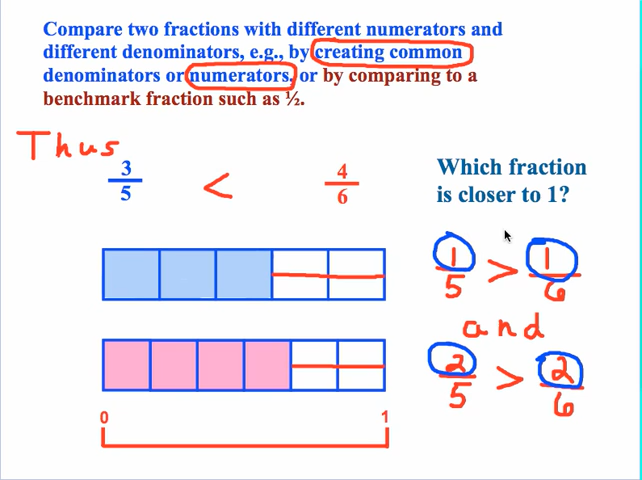 Compare two fractions with different numerators and
different denominators, e.g., by creating common
denominators or numerators, or by comparing to a
benchmark fraction such as ½.
Thus
3/5 < 4/6
Which fraction
is closer to 1?
1/5 > 1/6
and
2/5 > 2/6
0 1